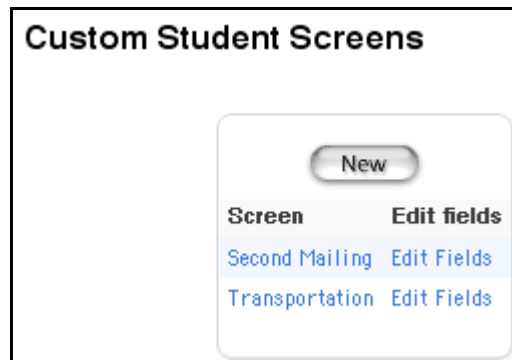 Custom Student Screens
New
Screen Edit fields
Second Mailing Edit Fields
Transportation Edit Fields